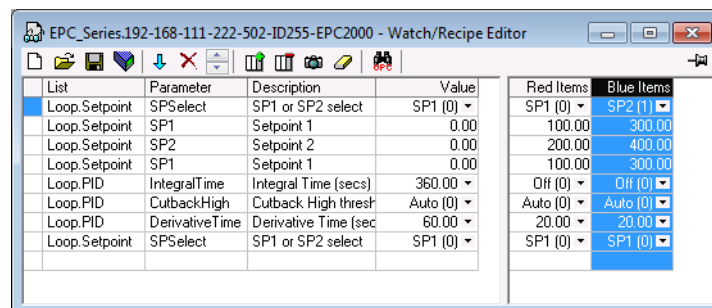 EPC_Series.192-168-111-222-502-ID255-EPC2000 - Watch/Recipe Editor
OPC
List Parameter Description Value Red Items Blue Items
Loop.Setpoint SPSelect SP1 or SP2 select SP1 (0) SP1 (0) SP2 (1)
Loop.Setpoint SP1 Setpoint 1 0.00 100.00 300.00
Loop.Setpoint SP2 Setpoint 2 0.00 200.00 400.00
Loop.Setpoint SP1 Setpoint 1 0.00 100.00 300.00
Loop.PID IntegralTime Integral Time (secs) 360.00 Off (0) Off (0)
Loop.PID CutbackHigh Cutback High thresh Auto (0) Auto (0) Auto (0)
Loop.PID DerivativeTime Derivative Time (sec 60.00 20.00 20.00
Loop.Setpoint SPSelect SP1 or SP2 select SP1 (0) SP1 (0) SP1 (0)